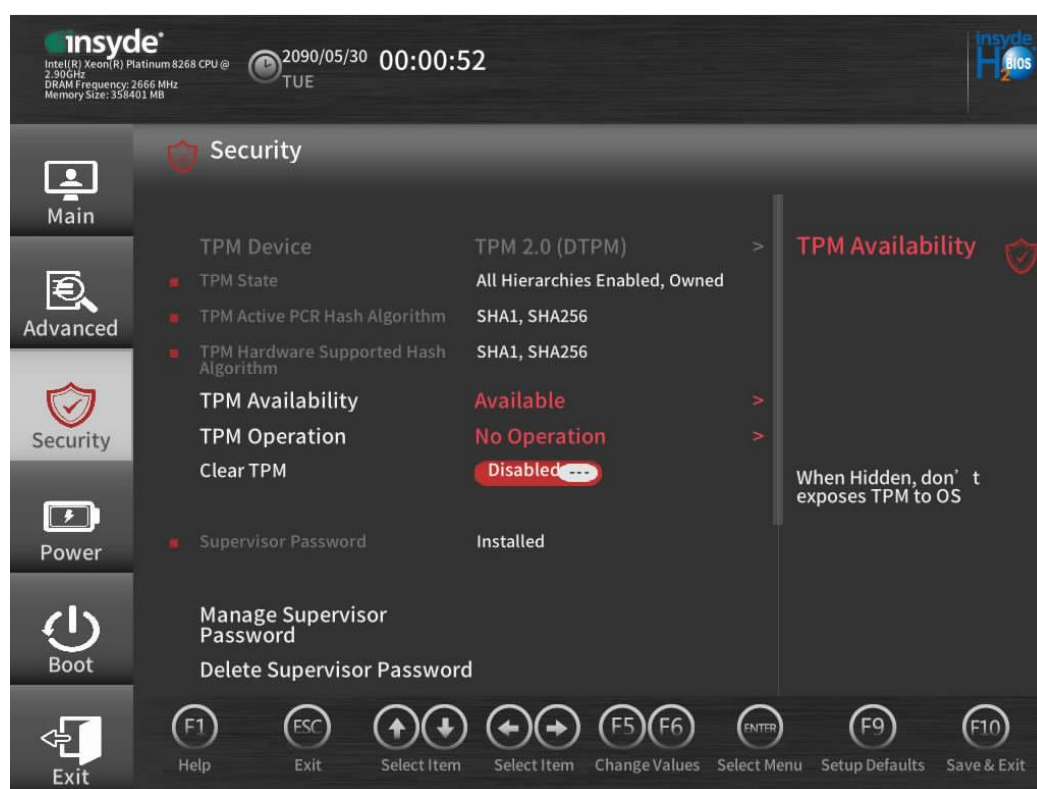 insyde®
Intel(R) Xeon(R) Platinum 8268 CPU @
2.90GHz
DRAM Frequency: 2666 MHz
Memory Size: 358401 MB
2090/05/30 00:00:52
TUE
insyde
H2BIOS
Security
Main
Advanced
Security
Power
Boot
Exit
TPM Device TPM 2.0 (DTPM) >
TPM State All Hierarchies Enabled, Owned
TPM Active PCR Hash Algorithm SHA1, SHA256
TPM Hardware Supported Hash SHA1, SHA256
Algorithm
TPM Availability Available >
TPM Operation No Operation >
Clear TPM Disabled ---
Supervisor Password Installed
Manage Supervisor
Password
Delete Supervisor Password
TPM Availability
When Hidden, don’t
exposes TPM to OS
F1 ESC F5 F6 ENTER F9 F10
Help Exit Select Item Select Item Change Values Select Menu Setup Defaults Save & Exit